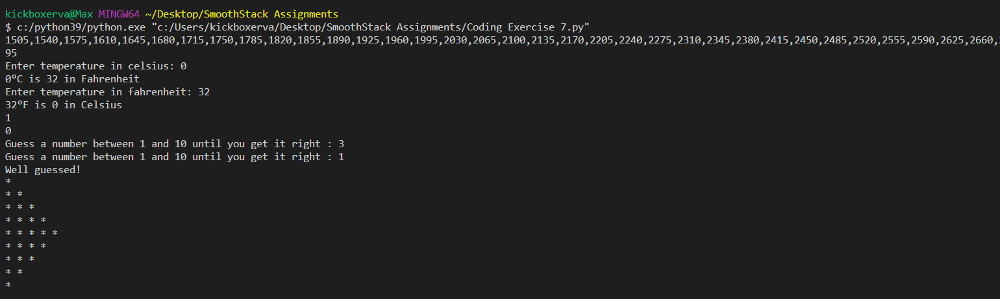 kickboxerva@Max MINGW64 ~/Desktop/SmoothStack Assignments
$ c:/python39/python.exe "c:/Users/kickboxerva/Desktop/SmoothStack Assignments/Coding Exercise 7.py"
1505,1540,1575,1610,1645,1680,1715,1750,1785,1820,1855,1890,1925,1960,1995,2030,2065,2100,2135,2170,2205,2240,2275,2310,2345,2380,2415,2450,2485,2520,2555,2590,2625,2660,
95
Enter temperature in celsius: 0
0°C is 32 in Fahrenheit
Enter temperature in fahrenheit: 32
32°F is 0 in Celsius
1
0
Guess a number between 1 and 10 until you get it right : 3
Guess a number between 1 and 10 until you get it right : 1
Well guessed!
*
* *
* * *
* * * *
* * * * *
* * * *
* * *
* *
*